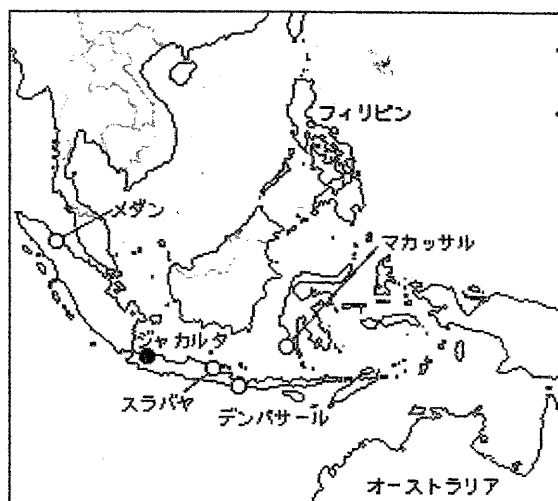 フィリピン
メダン
マカッサル
ジャカルタ
スラバヤ
デンパサール
オーストラリア